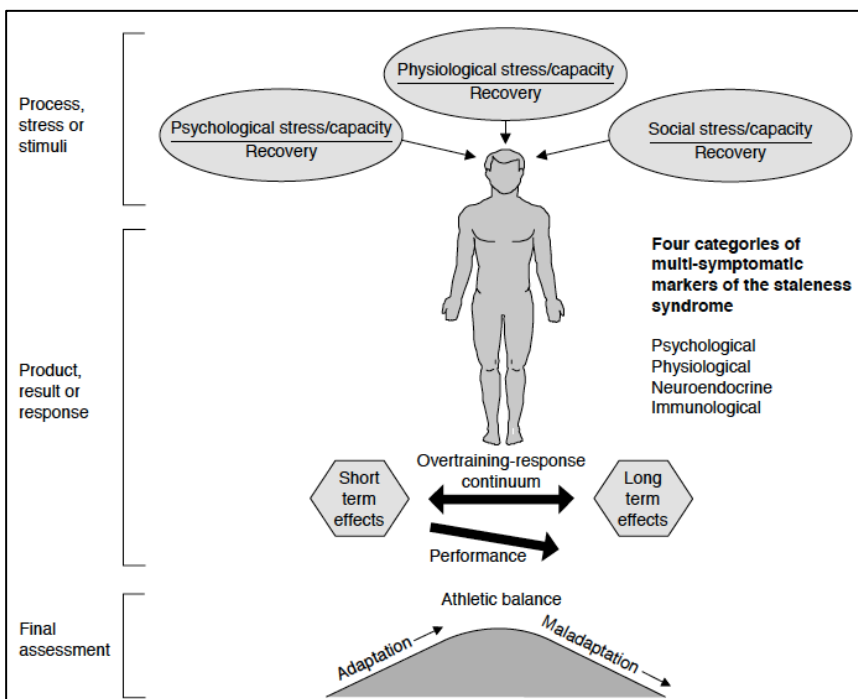 Process,
stress or
stimuli
Physiological stress/capacity
Recovery
Psychological stress/capacity
Recovery
Social stress/capacity
Recovery
Product,
result or
response
Four categories of
multi-symptomatic
markers of the staleness
syndrome
Psychological
Physiological
Neuroendocrine
Immunological
Short
term
effects
Overtraining-response
continuum
Long
term
effects
Performance
Final
assessment
Athletic balance
Adaptation
Maladaptation